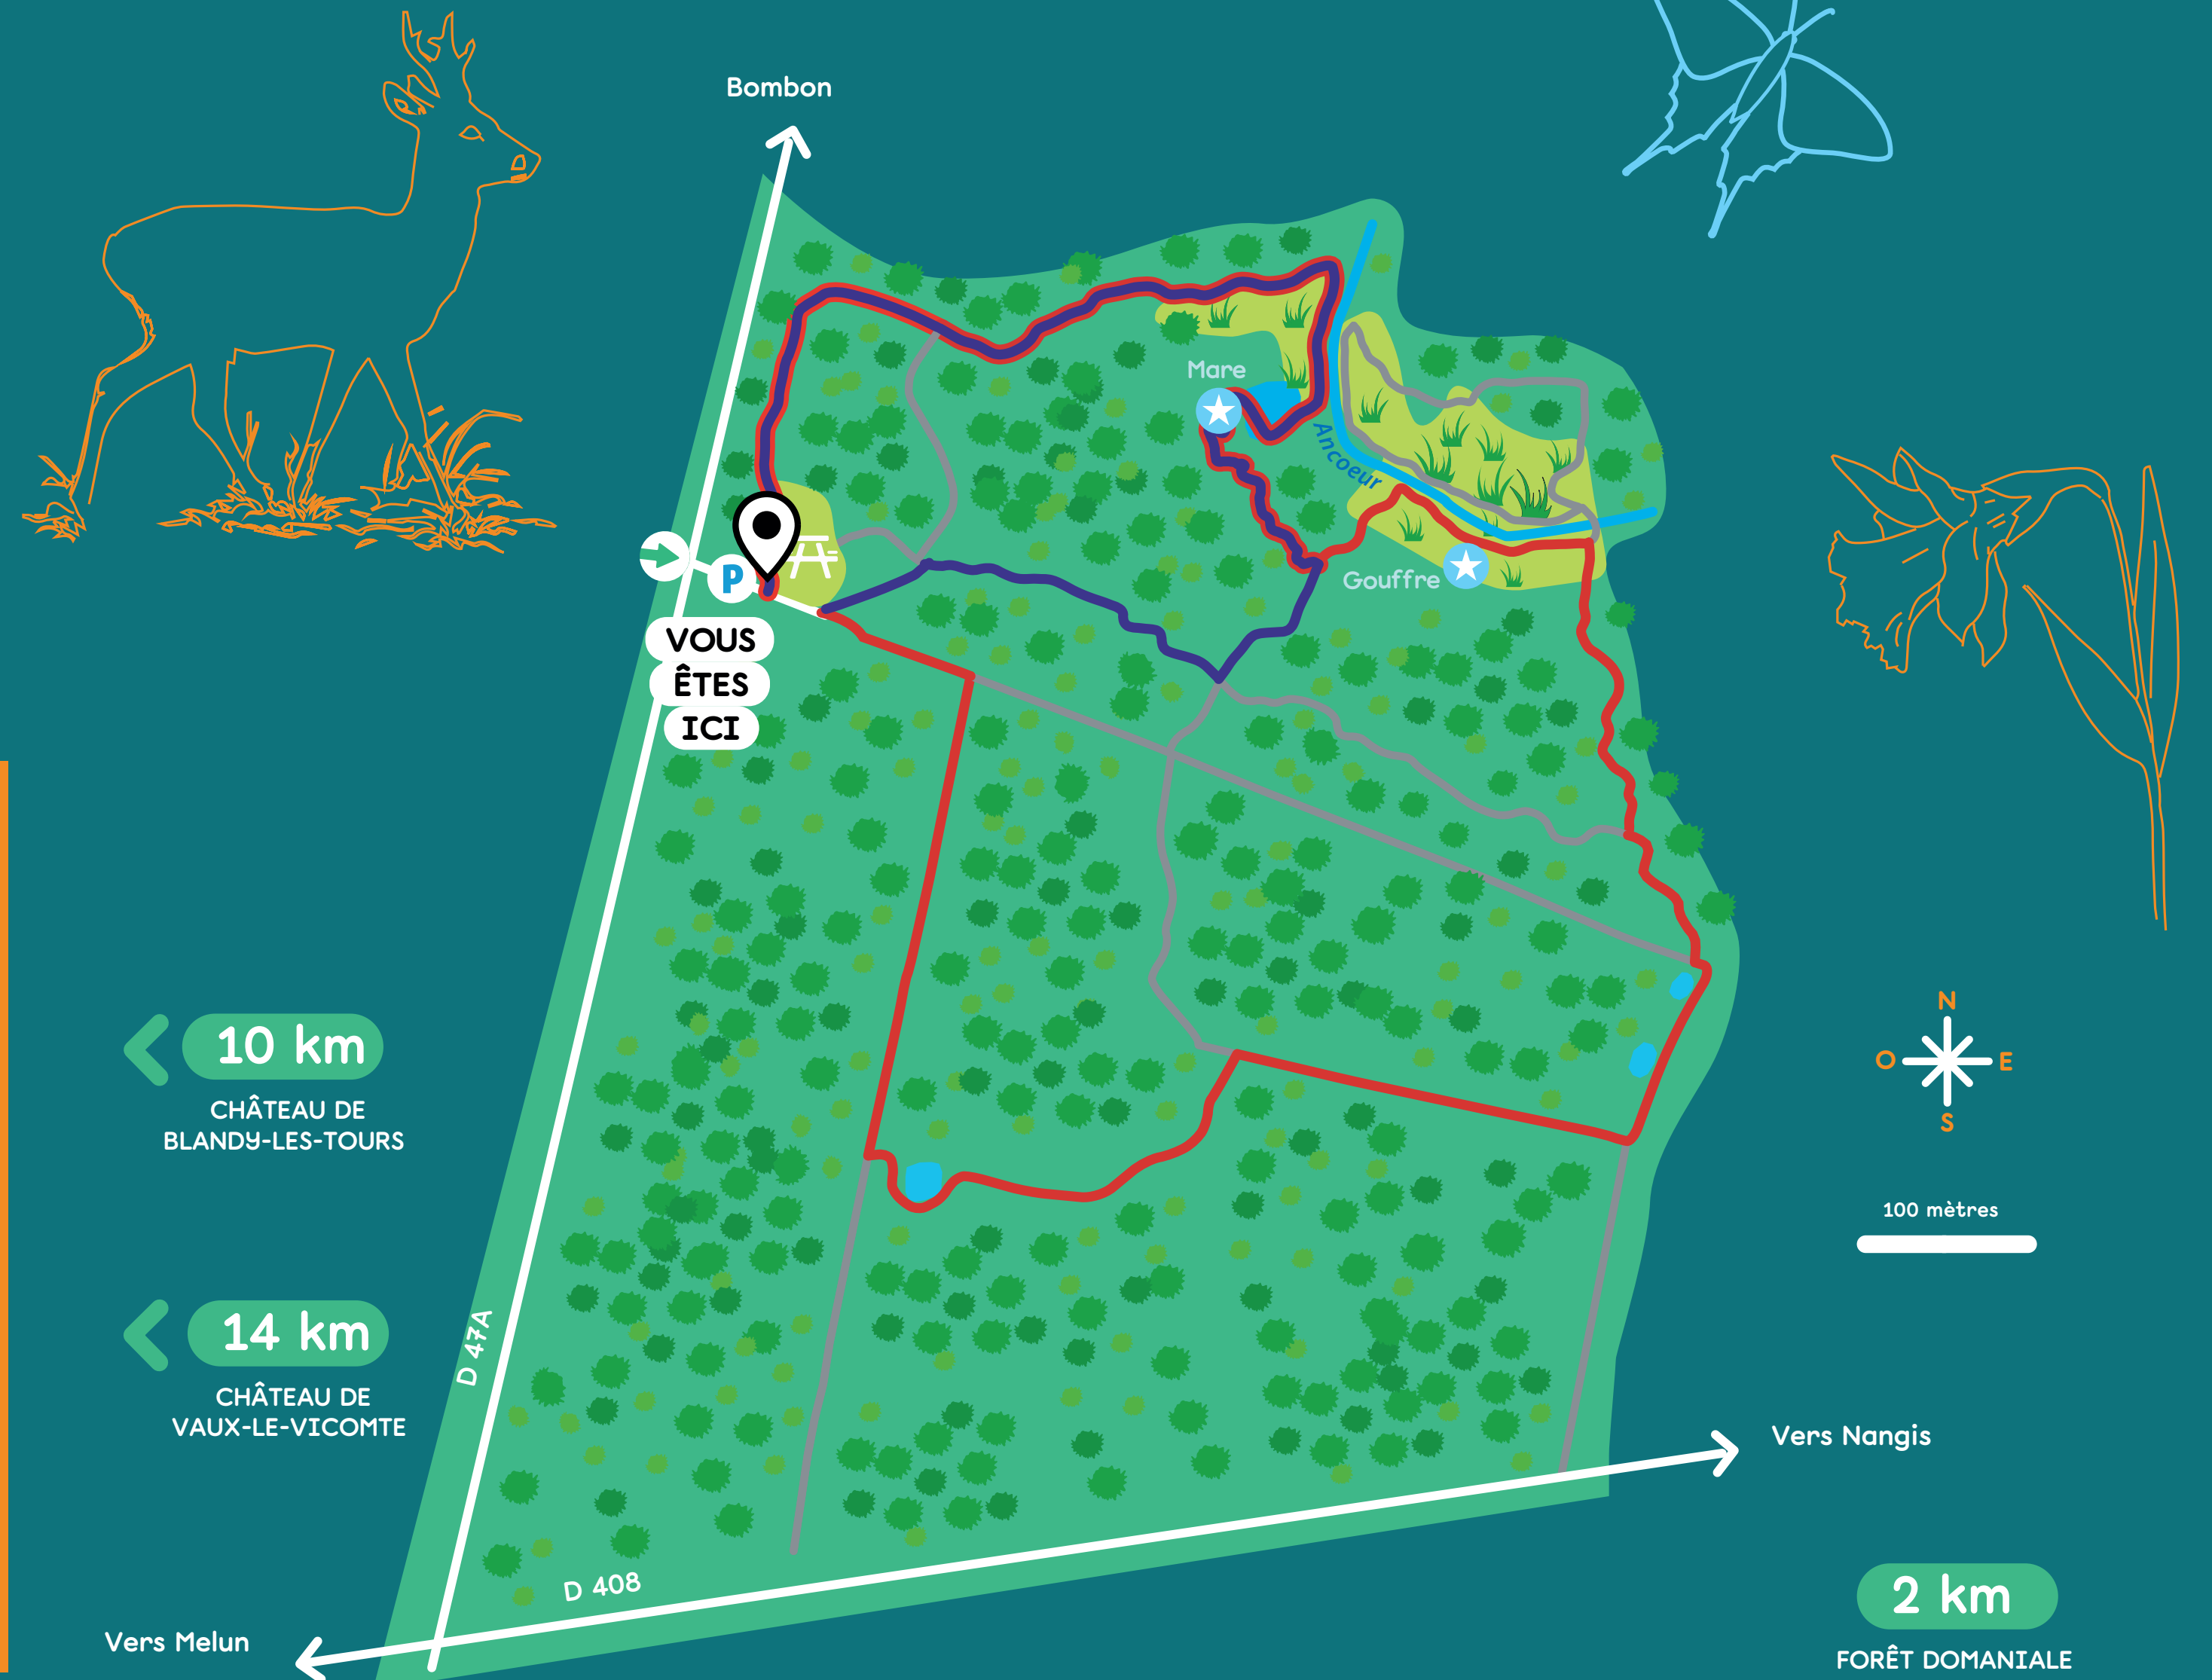 Bombon
Mare
Ancoeur
Gouffre
P
VOUS
ÊTES
ICI
N
O
E
S
10 km
CHÂTEAU DE
BLANDY-LES-TOURS
100 mètres
14 km
CHÂTEAU DE
VAUX-LE-VICOMTE
D 47A
Vers Nangis
D 408
Vers Melun
2 km
FORÊT DOMANIALE